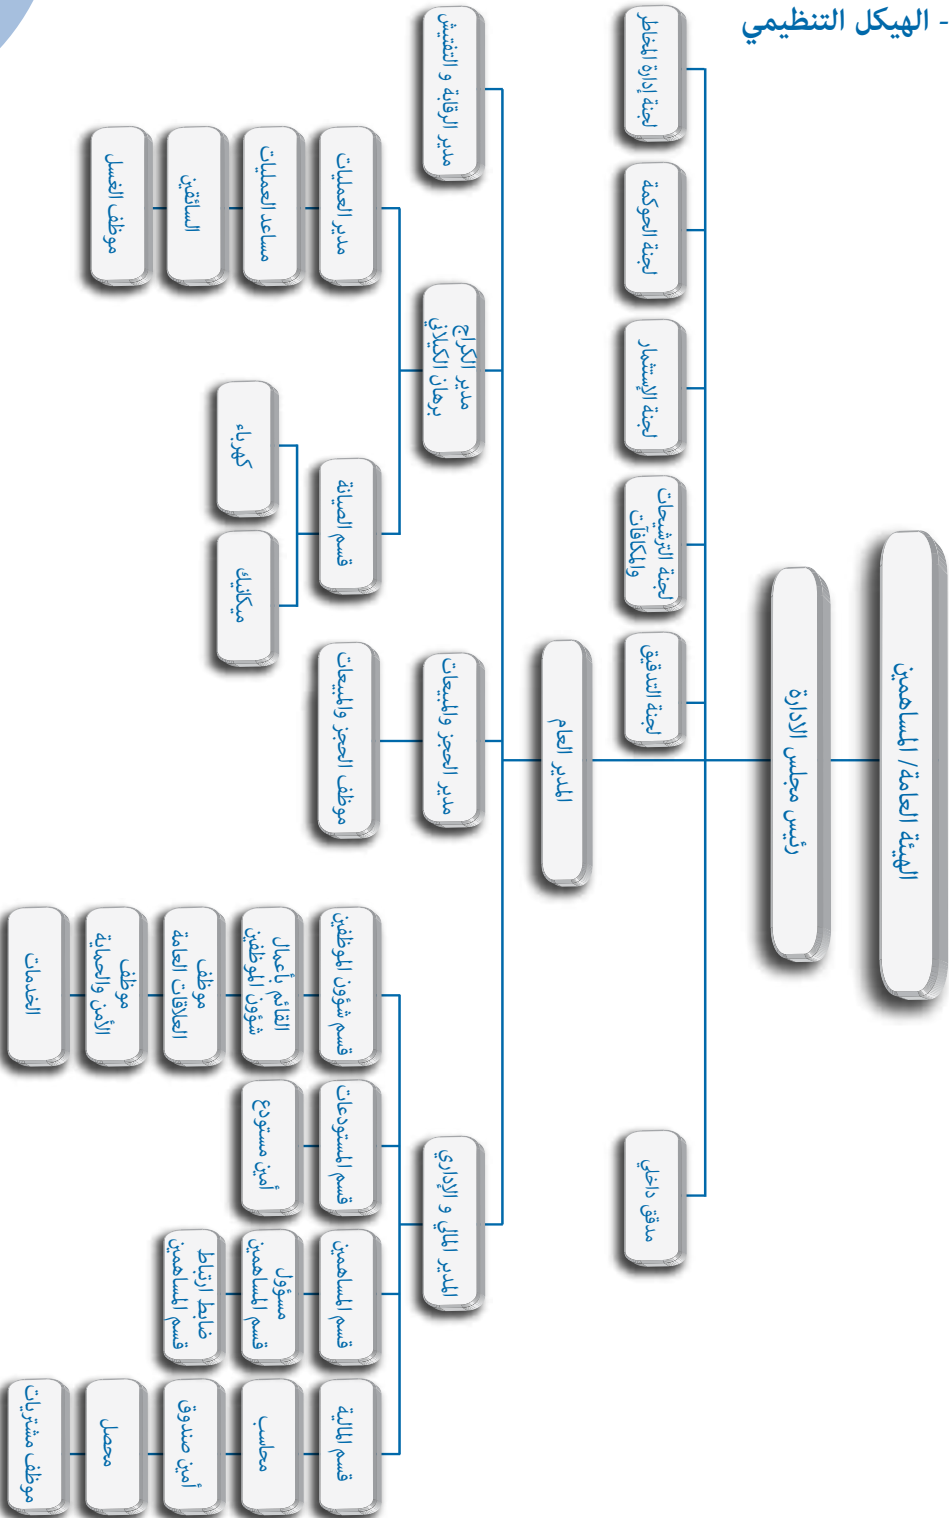 - الهيكل التنظيمي
الهيئة العامة/ المساهمين
رئيس مجلس الادارة
لجنة إدارة المخاطر
لجنة الحوكمة
لجنة الإستثمار
لجنة الترشيحات
والمكافآت
لجنة التدقيق
مدقق داخلي
المدير العام
مدير الرقابة و التفتيش
مدير الكراج
برهان الكيلاني
مدير الحجز والمبيعات
المدير المالي و الإداري
مدير العمليات
مساعد العمليات
السائقين
موظف الغسل
قسم الصيانة
كهرباء
ميكانيك
موظف الحجز والمبيعات
قسم شؤون الموظفين
القائم بأعمال
شؤون الموظفين
موظف
العلاقات العامة
موظف
الأمن والحماية
الخدمات
قسم المستودعات
أمين مستودع
قسم المساهمين
مسؤول
قسم المساهمين
ضابط ارتباط
قسم المساهمين
قسم المالية
محاسب
أمين صندوق
محصل
موظف مشتريات